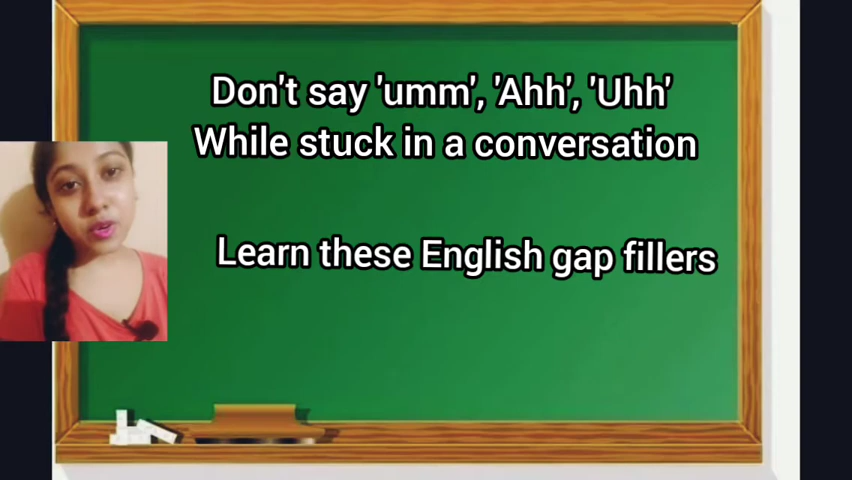 Don't say 'umm', 'Ahh', 'Uhh'
While stuck in a conversation
Learn these English gap fillers